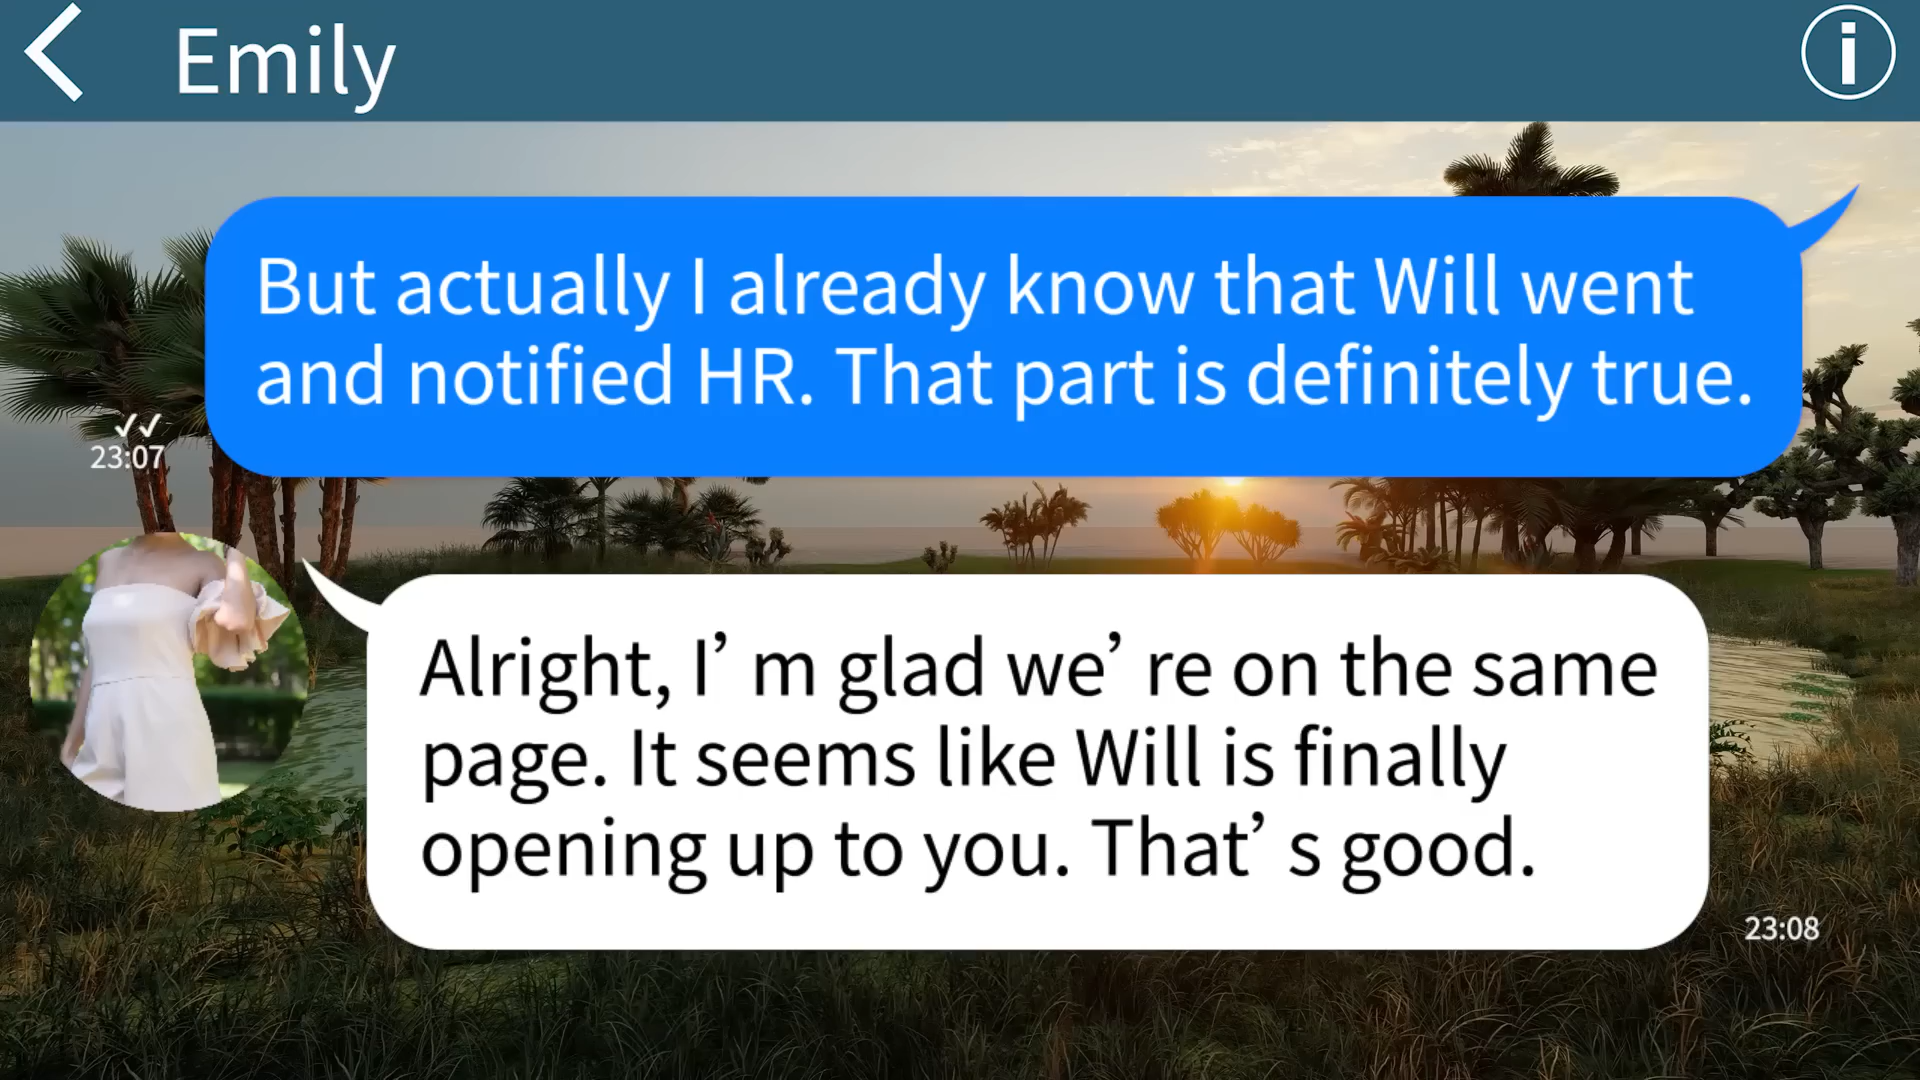 Emily
But actually I already know that Will went
and notified HR. That part is definitely true.
23:07
Alright, I’m glad we’re on the same
page. It seems like Will is finally
opening up to you. That’s good.
23:08